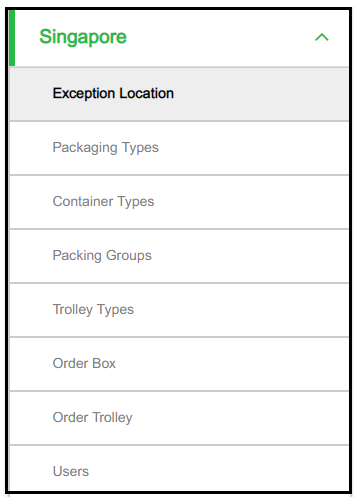 Singapore
Exception Location
Packaging Types
Container Types
Packing Groups
Trolley Types
Order Box
Order Trolley
Users